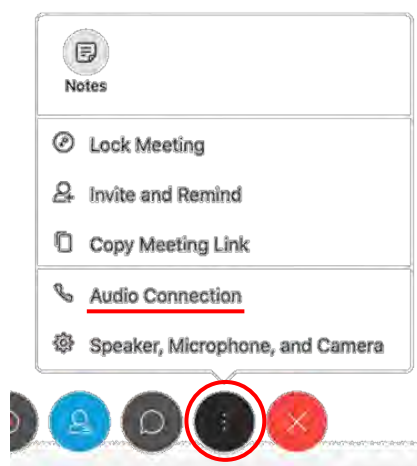 Notes
Lock Meeting
Invite and Remind
Copy Meeting Link
Audio Connection
Speaker, Microphone, and Camera